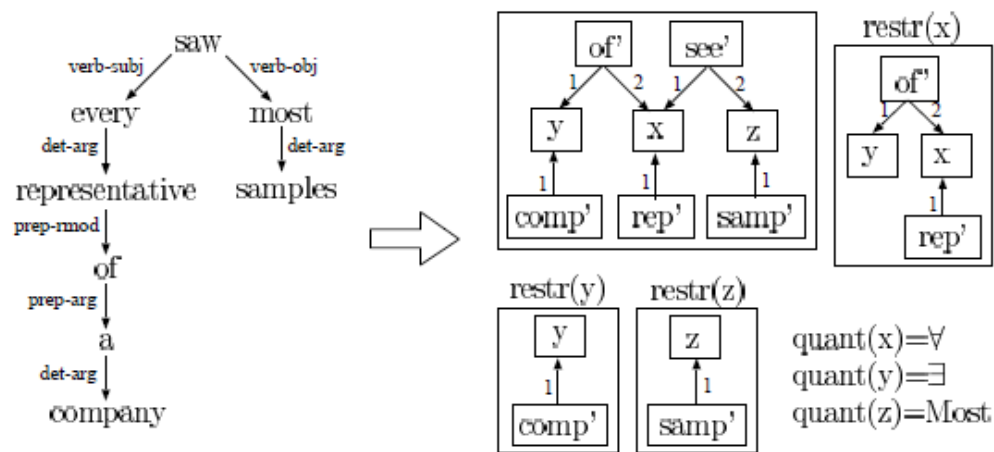 saw
verb-subj verb-obj
every most
det-arg det-arg
representative samples
prep-rmod
of
prep-arg
a
det-arg
company
of' see'
1 2 1 2
y x z
1 1 1
comp' rep' samp'
restr(x)
of'
1 2
y x
1
rep'
restr(y) restr(z)
y z
1 1
comp' samp'
quant(x)=∀
quant(y)=∃
quant(z)=Most